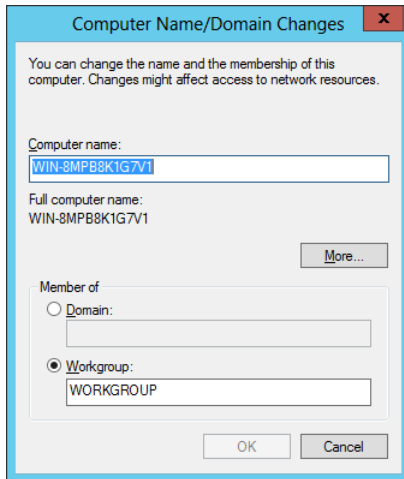 Computer Name/Domain Changes
x
You can change the name and the membership of this
computer. Changes might affect access to network resources.
Computer name:
WIN-8MPB8K1G7V1
Full computer name:
WIN-8MPB8K1G7V1
More...
Member of
Domain:
Workgroup:
WORKGROUP
OK Cancel